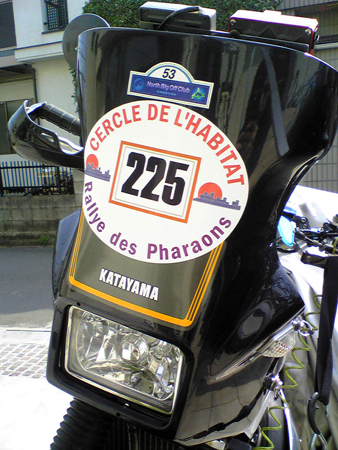 53
North Big Off Club
CERCLE DE L'HABITAT
225
Rallye des Pharaons
KATAYAMA